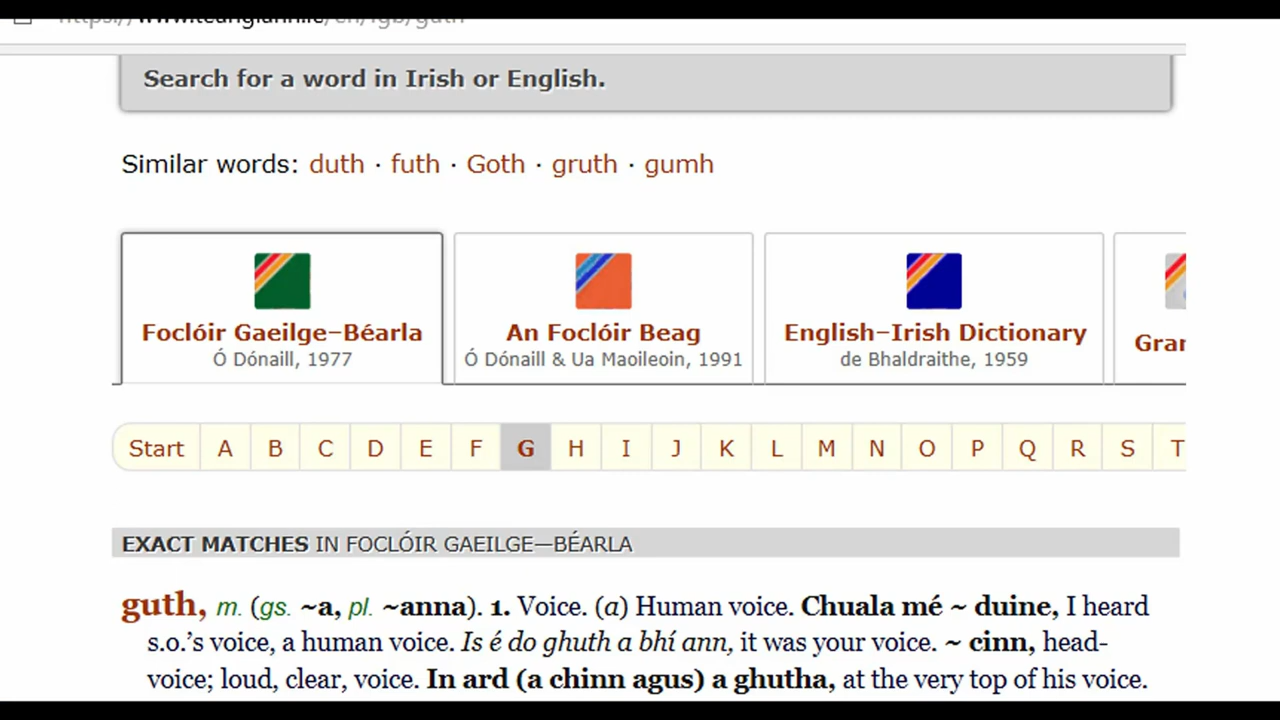 Search for a word in Irish or English.
Similar words: duth · futh · Goth · gruth · gumh
Foclóir Gaeilge–Béarla
Ó Dónaill, 1977
An Foclóir Beag
Ó Dónaill & Ua Maoileoin, 1991
English–Irish Dictionary
de Bhaldraithe, 1959
Start A B C D E F G H I J K L M N O P Q R S T
EXACT MATCHES IN FOCLÓIR GAEILGE—BÉARLA
guth, m. (gs. ~a, pl. ~anna). 1. Voice. (a) Human voice. Chuala mé ~ duine, I heard
s.o.’s voice, a human voice. Is é do ghuth a bhí ann, it was your voice. ~ cinn, head-
voice; loud, clear, voice. In ard (a chinn agus) a ghutha, at the very top of his voice.